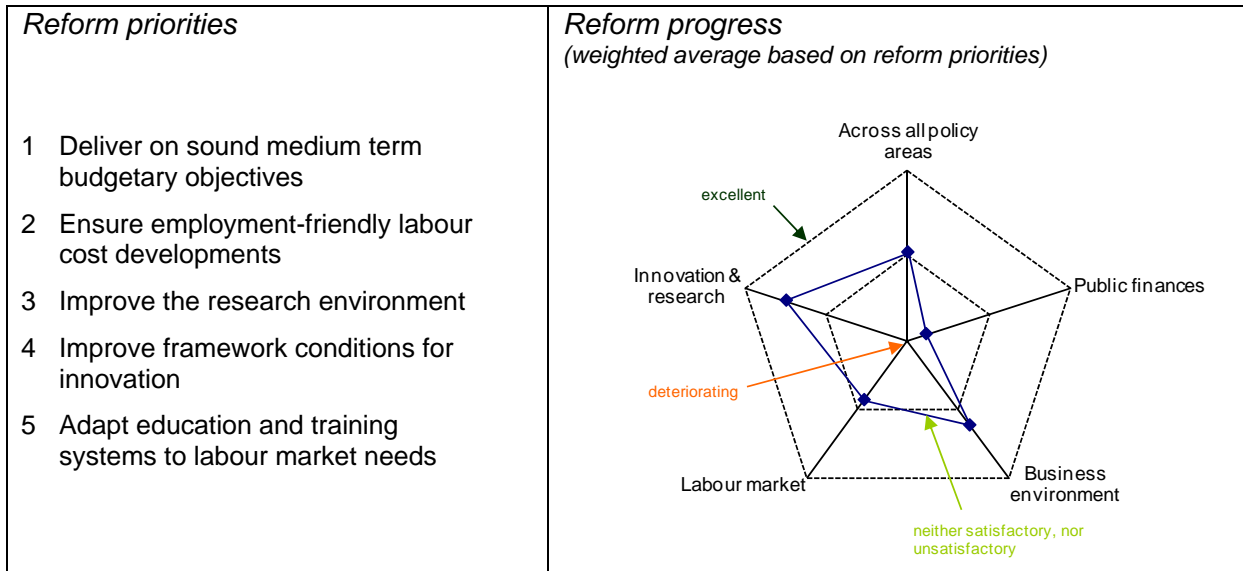 Reform priorities
1 Deliver on sound medium term
budgetary objectives
2 Ensure employment-friendly labour
cost developments
3 Improve the research environment
4 Improve framework conditions for
innovation
5 Adapt education and training
systems to labour market needs
Reform progress
(weighted average based on reform priorities)
Across all policy
areas
excellent
Innovation &
research
Public finances
deteriorating
Labour market
Business
environment
neither satisfactory, nor
unsatisfactory